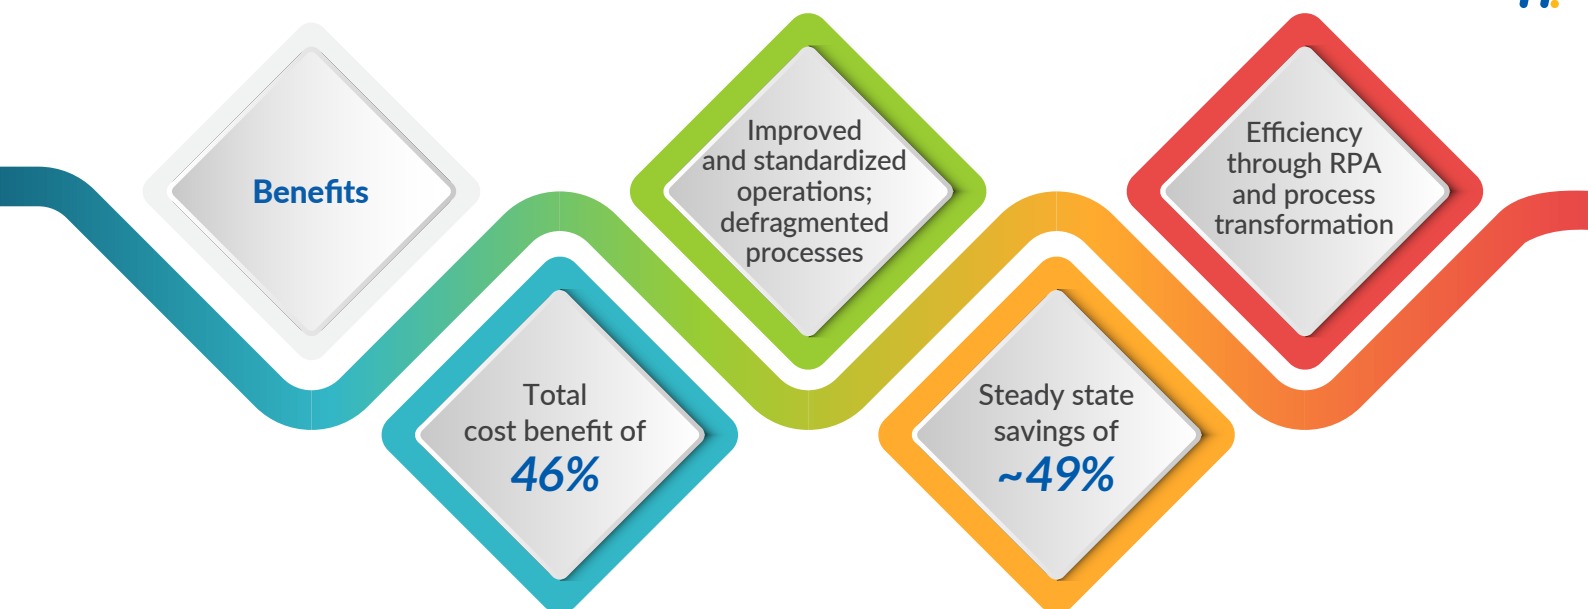 Benefits
Total
cost benefit of
46%
Improved
and standardized
operations;
defragmented
processes
Steady state
savings of
~49%
Efficiency
through RPA
and process
transformation